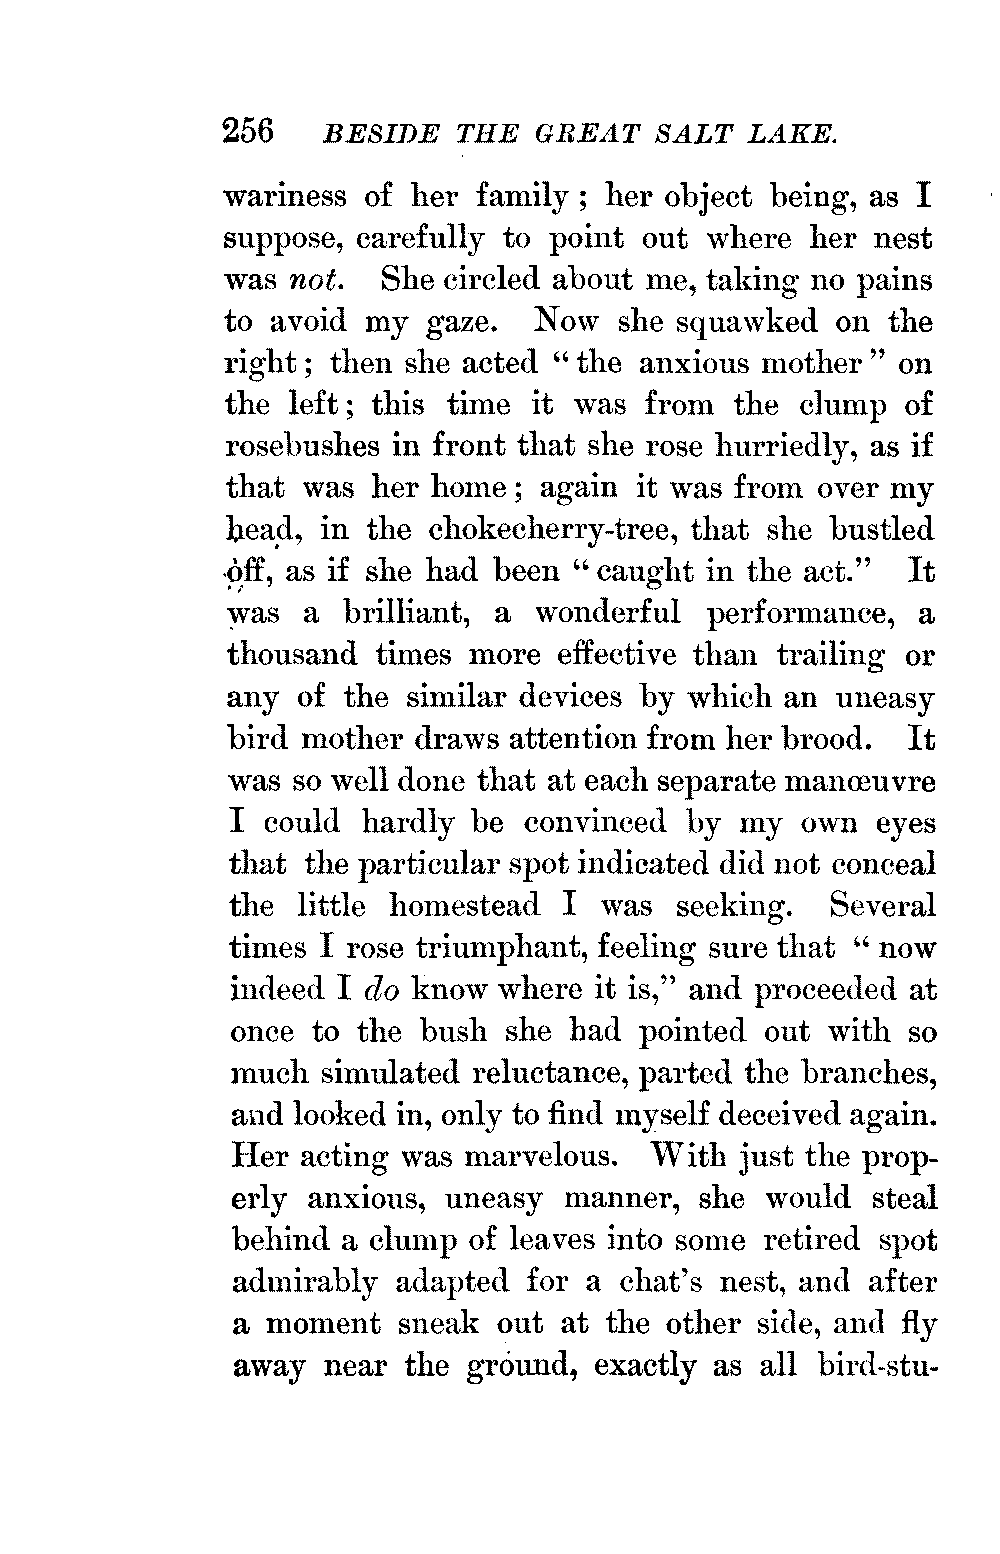 256 BESIDE THE GREAT SALT LAKE.
wariness of her family; her object being, as I
suppose, carefully to point out where her nest
was not. She circled about me, taking no pains
to avoid my gaze. Now she squawked on the
right; then she acted "the anxious mother" on
the left; this time it was from the clump of
rosebushes in front that she rose hurriedly, as if
that was her home; again it was from over my
head, in the chokecherry-tree, that she bustled
off, as if she had been "caught in the act." It
was a brilliant, a wonderful performance, a
thousand times more effective than trailing or
any of the similar devices by which an uneasy
bird mother draws attention from her brood. It
was so well done that at each separate manœuvre
I could hardly be convinced by my own eyes
that the particular spot indicated did not conceal
the little homestead I was seeking. Several
times I rose triumphant, feeling sure that "now
indeed I do know where it is," and proceeded at
once to the bush she had pointed out with so
much simulated reluctance, parted the branches,
and looked in, only to find myself deceived again.
Her acting was marvelous. With just the prop-
erly anxious, uneasy manner, she would steal
behind a clump of leaves into some retired spot
admirably adapted for a chat's nest, and after
a moment sneak out at the other side, and fly
away near the ground, exactly as all bird-stu-